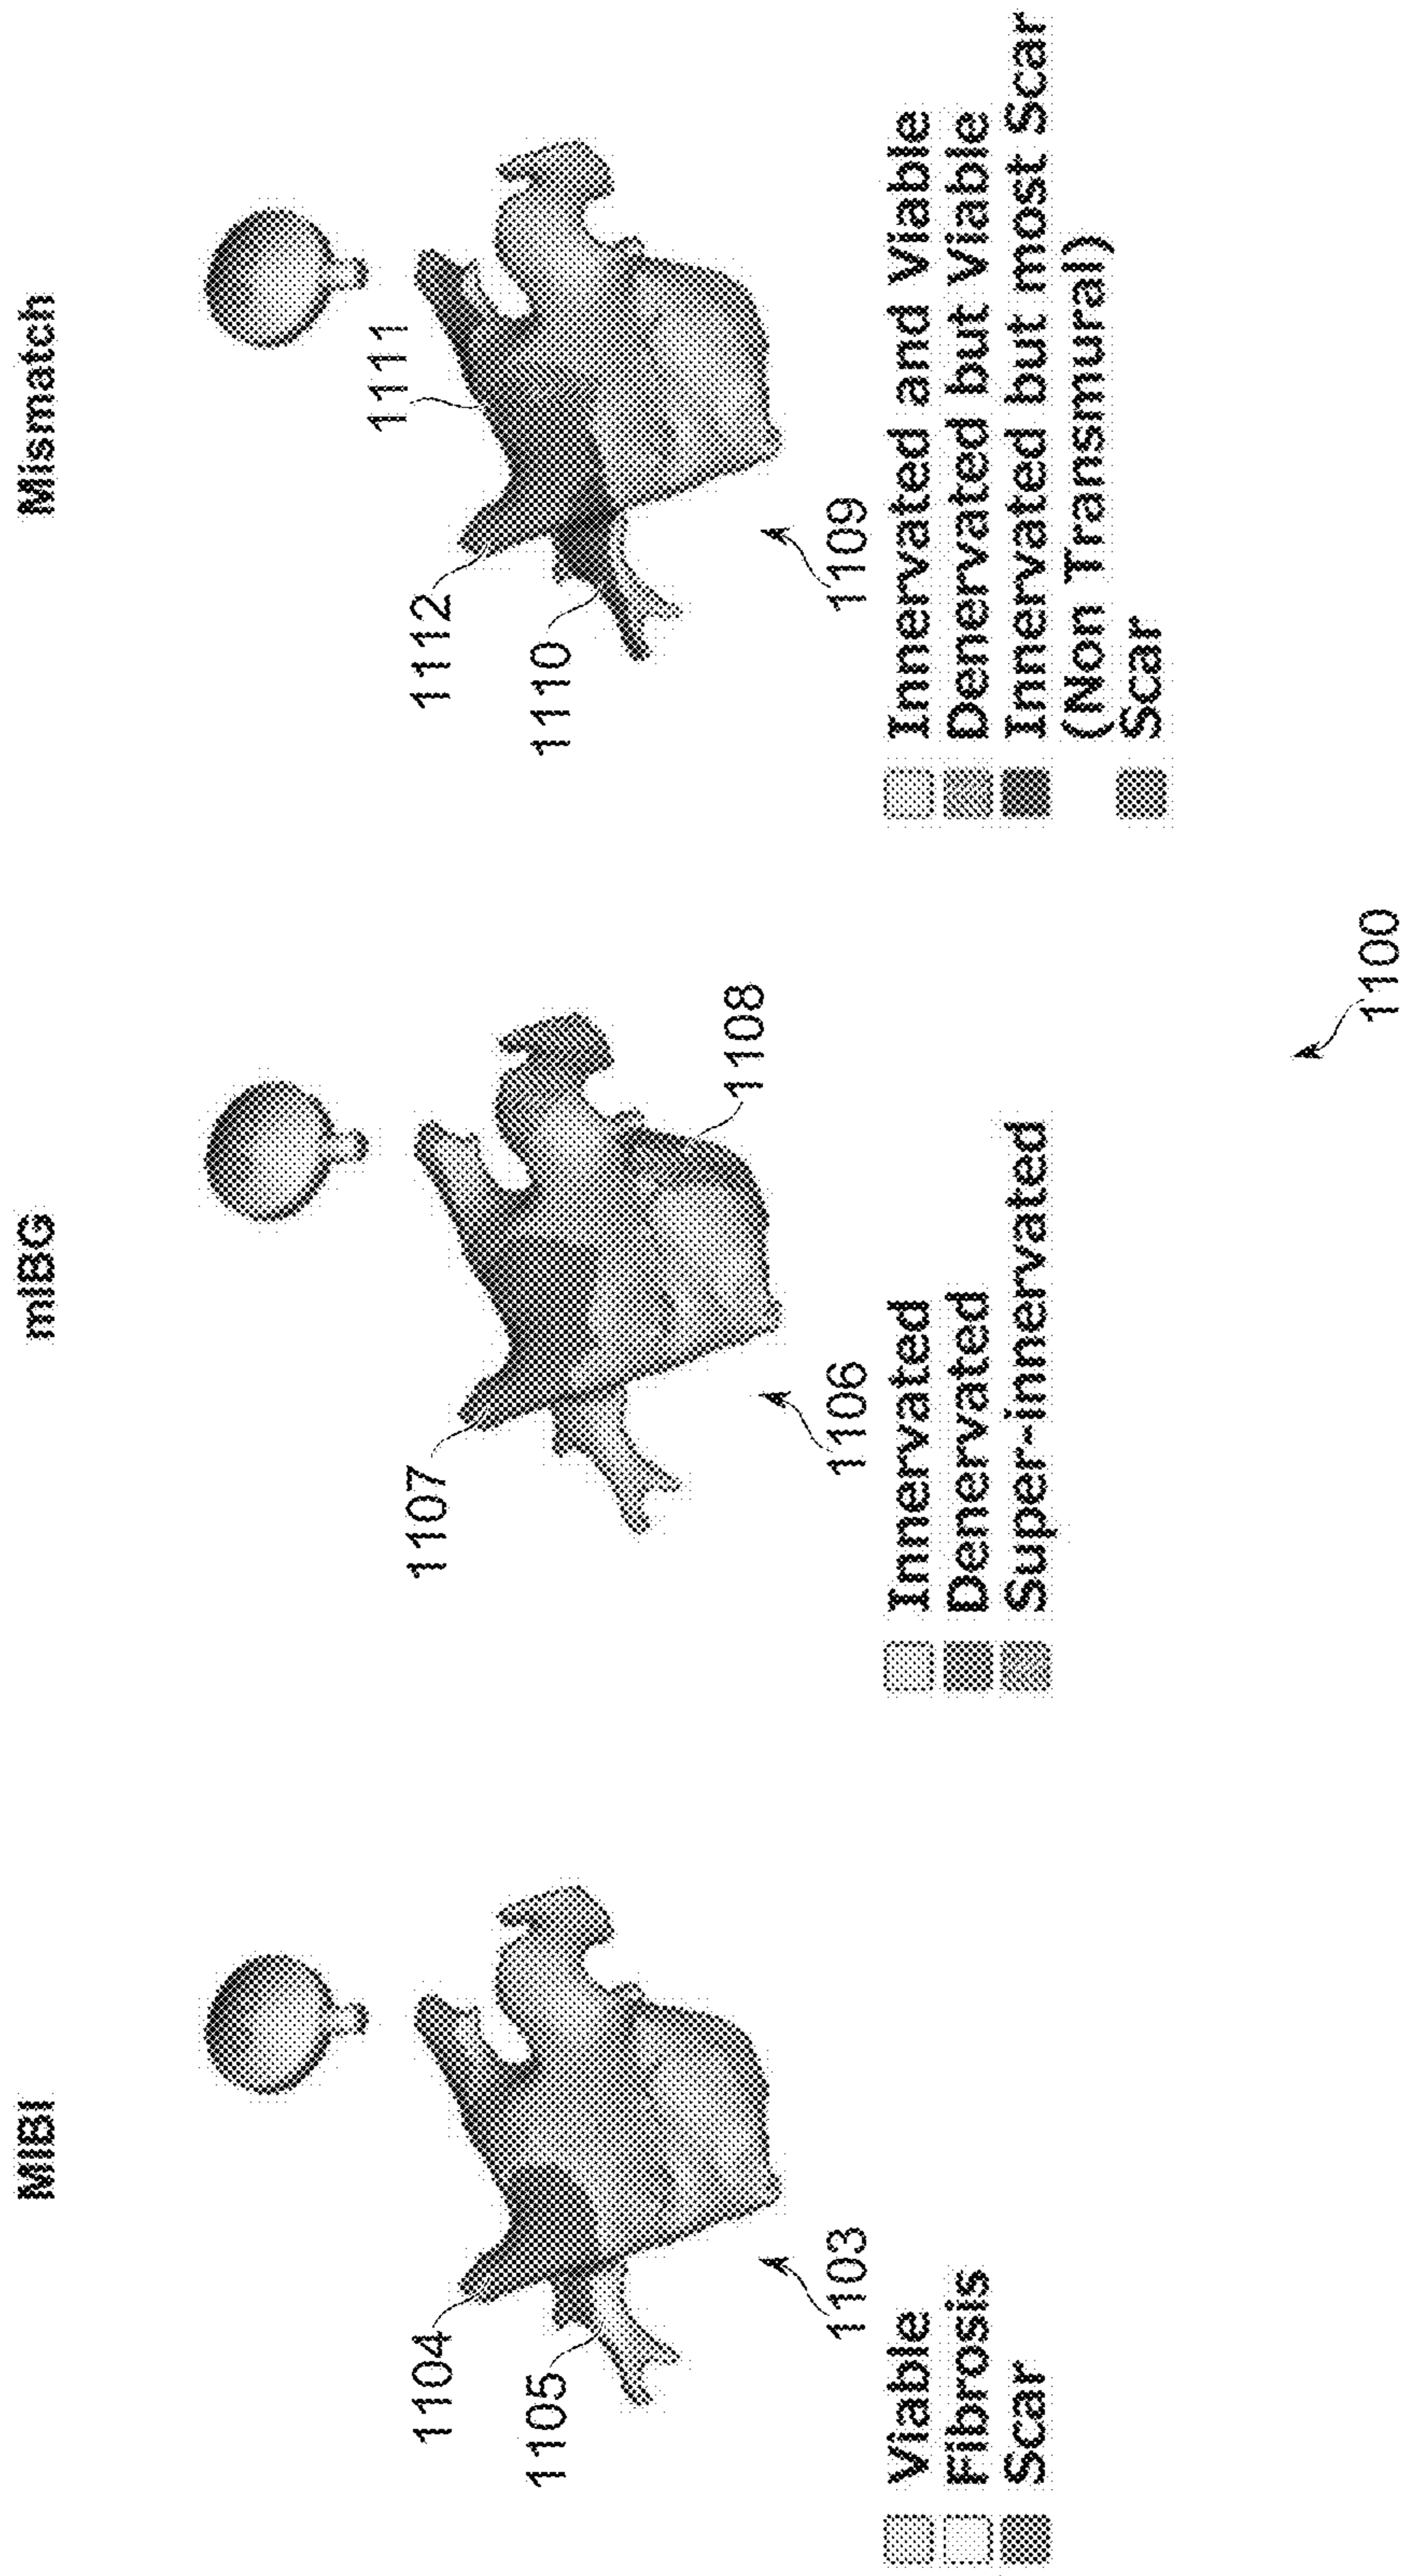 MIBI
1104
1105
1103
Viable
Fibrosis
Scar
mIBG
1107
1108
1106
Innervated
Denervated
Super-innervated
Mismatch
1111
1112
1110
1109
Innervated and Viable
Denervated but Viable
Innervated but most Scar
(Non Transmural)
Scar
1100